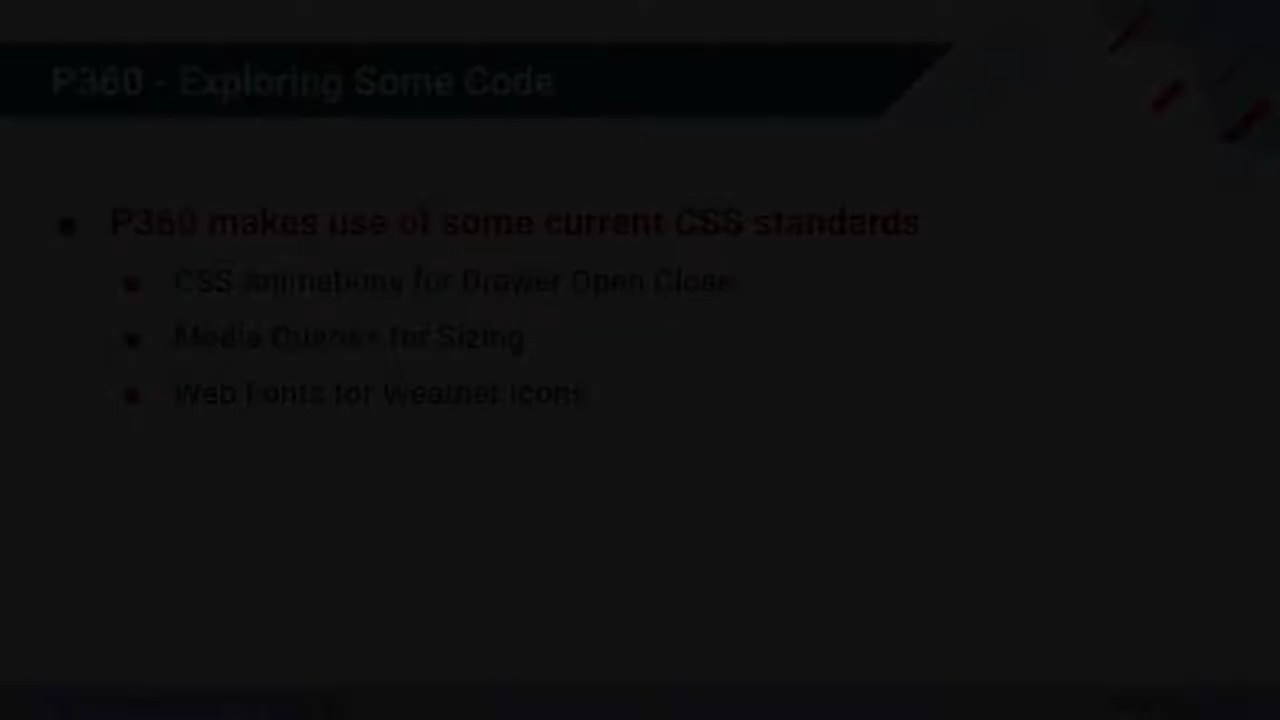 P360 - Exploring Some Code
P360 makes use of some current CSS standards
CSS Animations for Drawer Open Close
Media Queries for Sizing
Web Fonts for Weather Icons